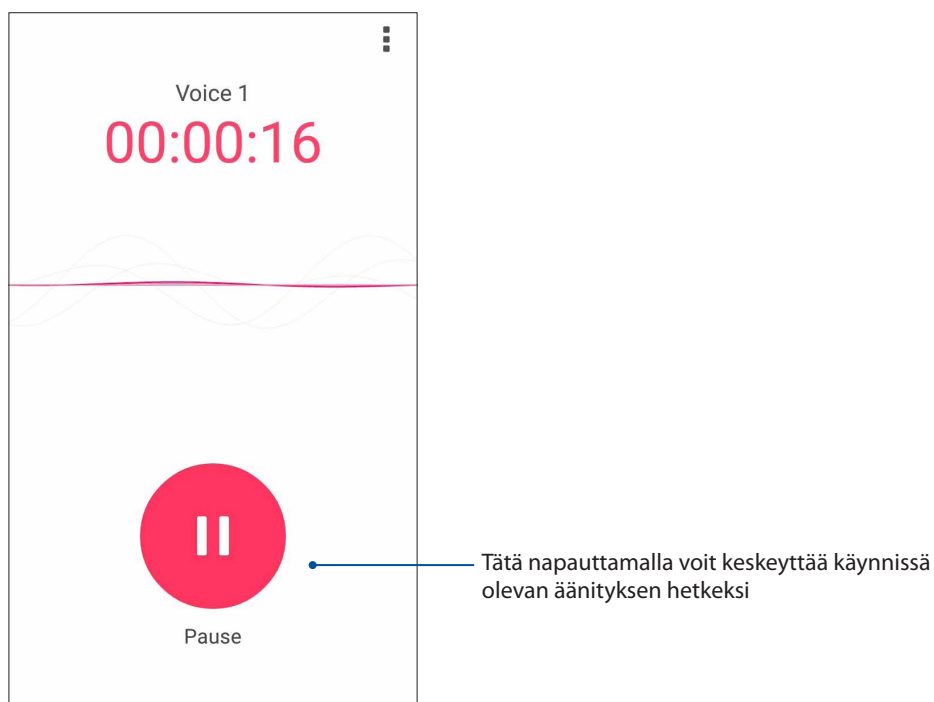 Voice 1
00:00:16
Tätä napauttamalla voit keskeyttää käynnissä
olevan äänityksen hetkeksi
Pause